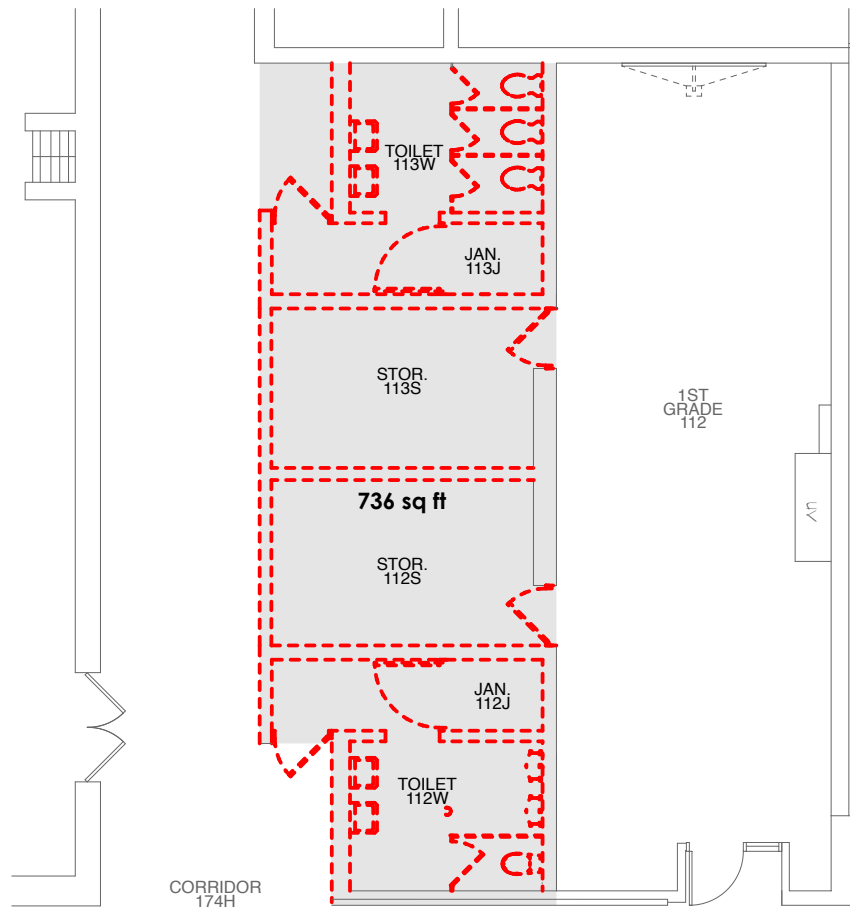 TOILET
113W
JAN.
113J
STOR.
113S
1ST
GRADE
112
736 sq ft
UV
STOR.
112S
JAN.
112J
TOILET
112W
CORRIDOR
174H